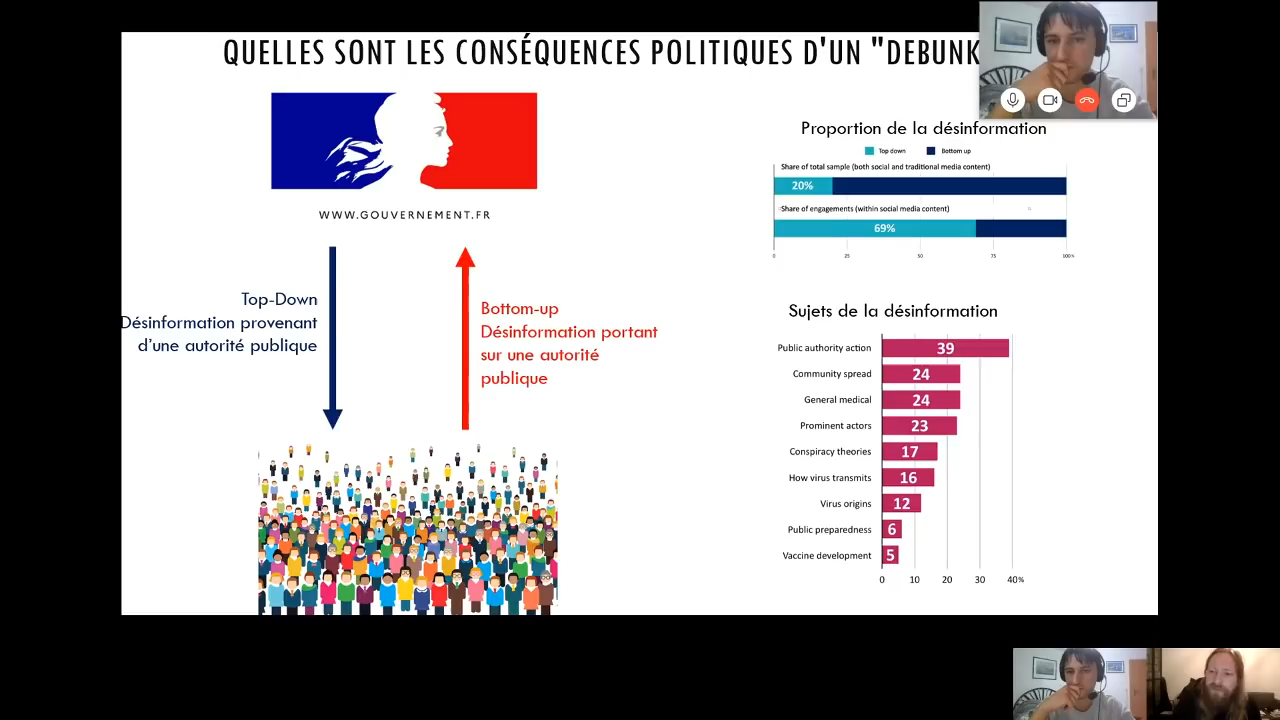 QUELLES SONT LES CONSÉQUENCES POLITIQUES D'UN "DEBUNK
WWW.GOUVERNEMENT.FR
Top-Down
Désinformation provenant
d'une autorité publique
Bottom-up
Désinformation portant
sur une autorité
publique
Proportion de la désinformation
Top down
Bottom up
Share of total sample (both social and traditional media content)
20%
Share of engagements (within social media content)
69%
0 25 50 75 100%
Sujets de la désinformation
Public authority action 39
Community spread 24
General medical 24
Prominent actors 23
Conspiracy theories 17
How virus transmits 16
Virus origins 12
Public preparedness 6
Vaccine development 5
0 10 20 30 40%